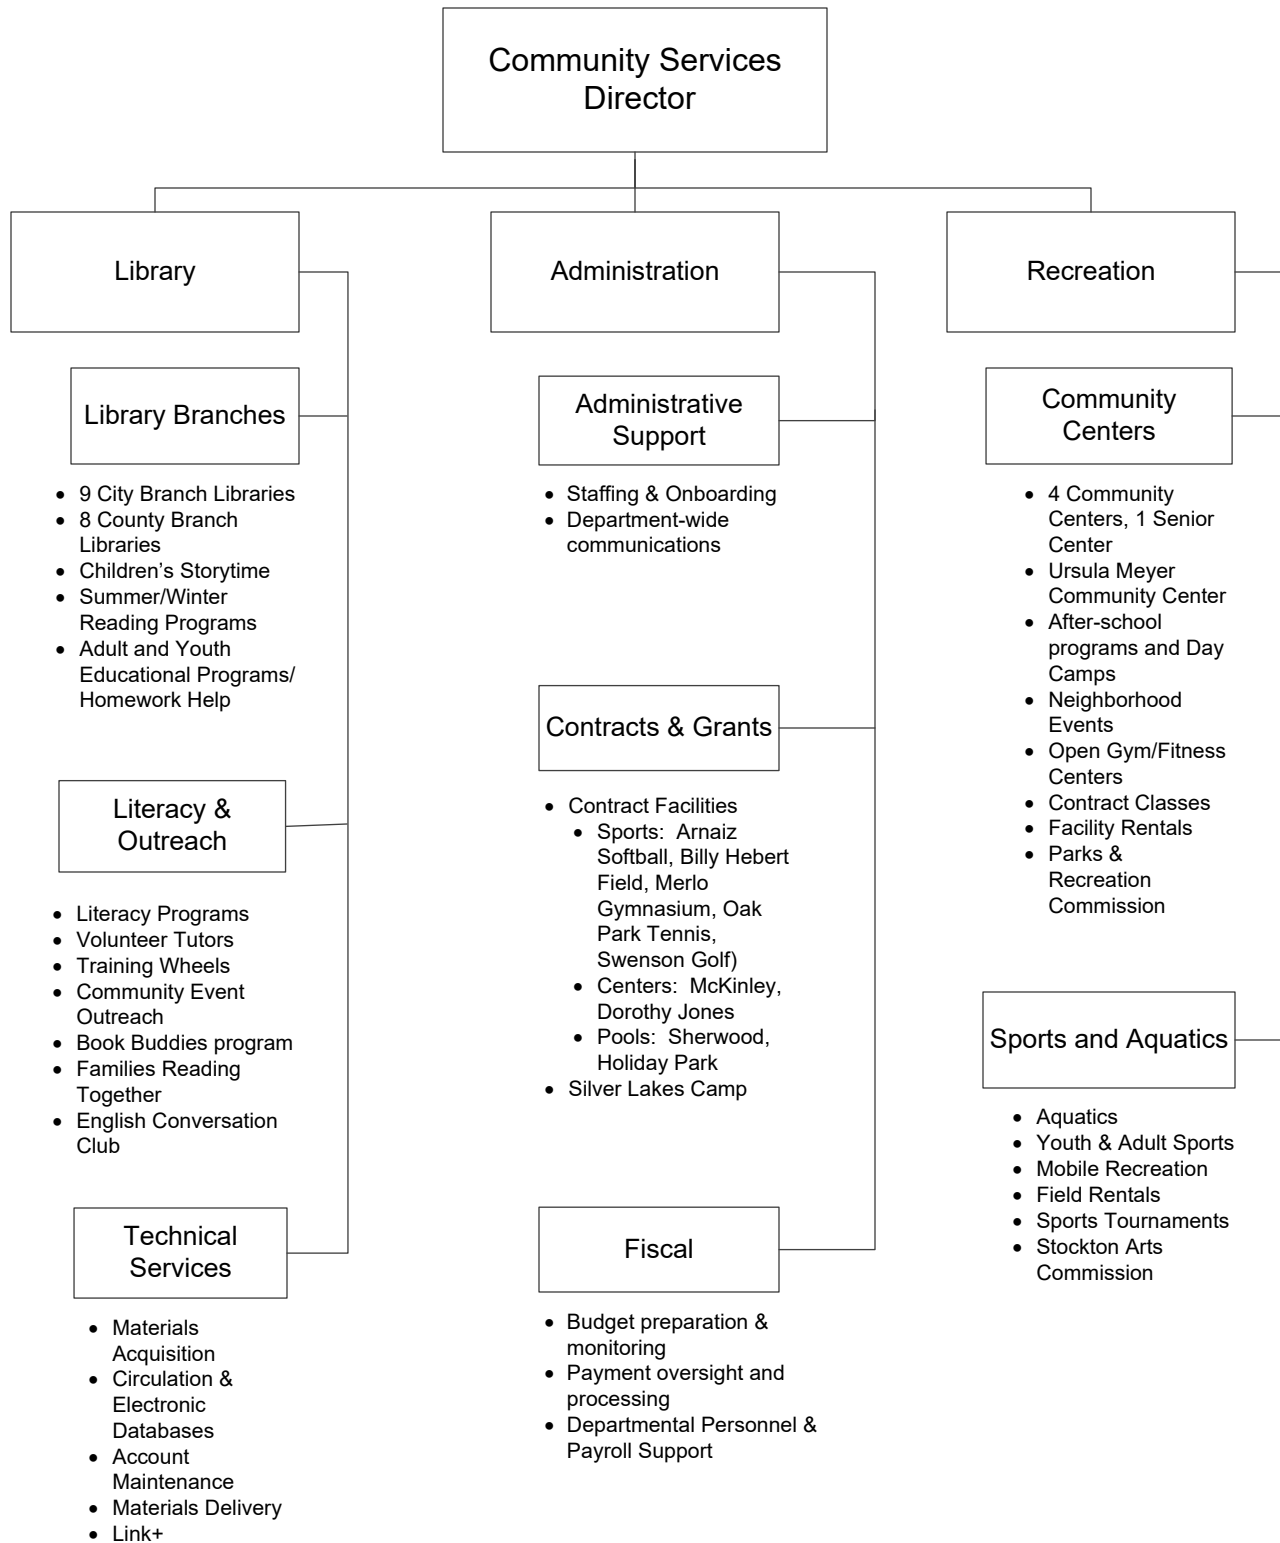 Community Services
Director
Library
Administration
Recreation
Library Branches
• 9 City Branch Libraries
• 8 County Branch
Libraries
• Children’s Storytime
• Summer/Winter
Reading Programs
• Adult and Youth
Educational Programs/
Homework Help
Literacy &
Outreach
• Literacy Programs
• Volunteer Tutors
• Training Wheels
• Community Event
Outreach
• Book Buddies program
• Families Reading
Together
• English Conversation
Club
Technical
Services
• Materials
Acquisition
• Circulation &
Electronic
Databases
• Account
Maintenance
• Materials Delivery
• Link+
Administrative
Support
• Staffing & Onboarding
• Department-wide
communications
Contracts & Grants
• Contract Facilities
• Sports:  Arnaiz
Softball, Billy Hebert
Field, Merlo
Gymnasium, Oak
Park Tennis,
Swenson Golf)
• Centers:  McKinley,
Dorothy Jones
• Pools:  Sherwood,
Holiday Park
• Silver Lakes Camp
Fiscal
• Budget preparation &
monitoring
• Payment oversight and
processing
• Departmental Personnel &
Payroll Support
Community
Centers
• 4 Community
Centers, 1 Senior
Center
• Ursula Meyer
Community Center
• After-school
programs and Day
Camps
• Neighborhood
Events
• Open Gym/Fitness
Centers
• Contract Classes
• Facility Rentals
• Parks &
Recreation
Commission
Sports and Aquatics
• Aquatics
• Youth & Adult Sports
• Mobile Recreation
• Field Rentals
• Sports Tournaments
• Stockton Arts
Commission